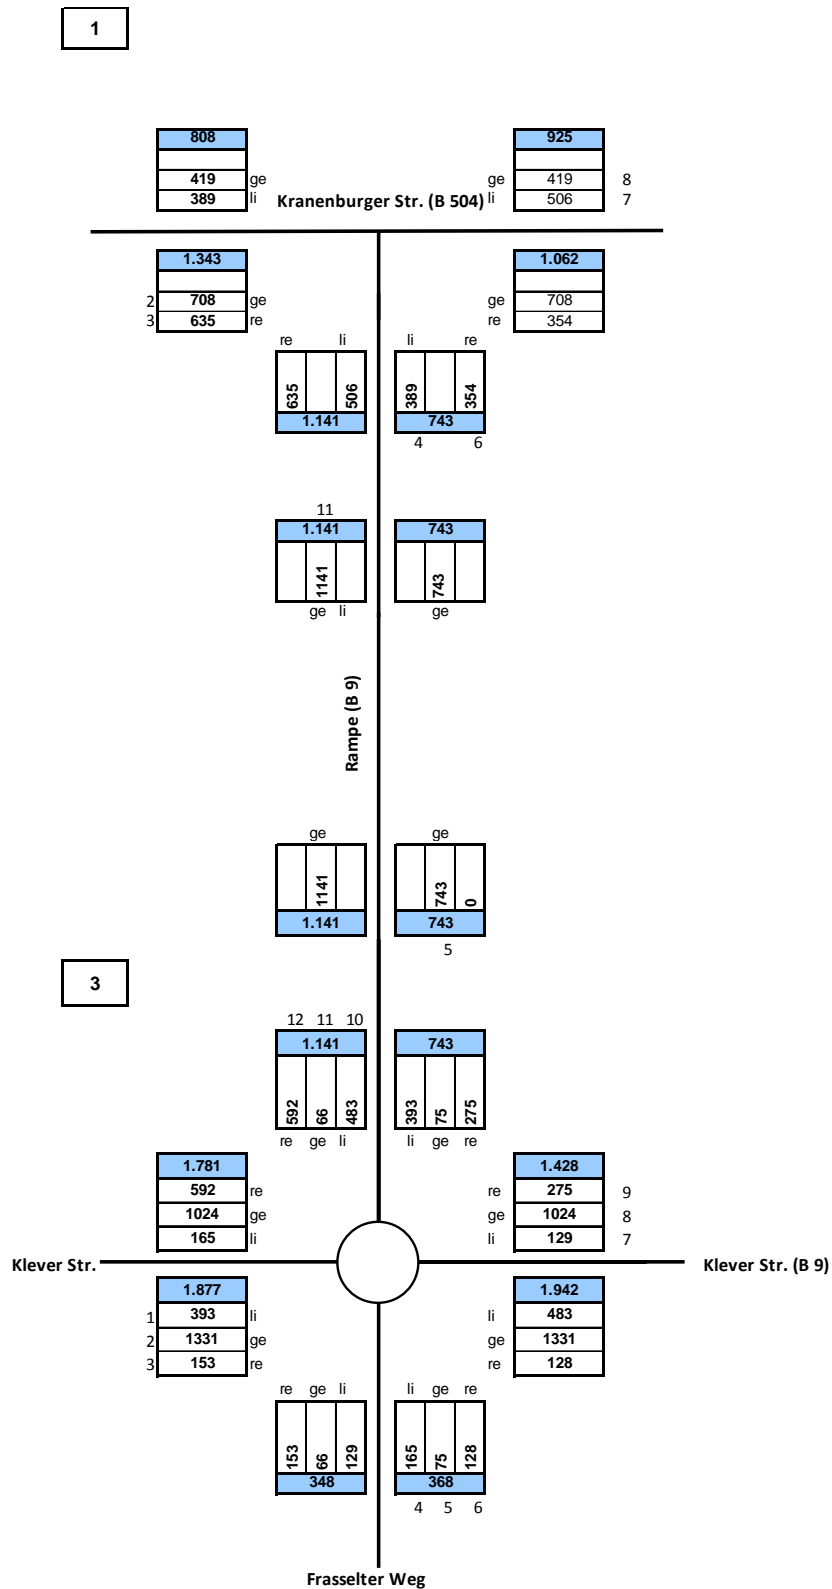 1
808 925
419 ge ge 419 8
389 li Kranenburger Str. (B 504) li 506 7
1.343 1.062
2 708 ge ge 708
3 635 re re 354
re li li re
635 506 389 354
1.141 743
4 6
11
1.141 743
1141 743
ge li ge
Rampe (B 9)
ge ge
1141 743 0
1.141 743
5
3
12 11 10
1.141 743
592 66 483 393 75 275
re ge li li ge re
1.781 1.428
592 re re 275 9
1024 ge ge 1024 8
165 li li 129 7
Klever Str. Klever Str. (B 9)
1.877 1.942
1 393 li li 483
2 1331 ge ge 1331
3 153 re re 128
re ge li li ge re
153 66 129 165 75 128
348 368
4 5 6
Frasselter Weg